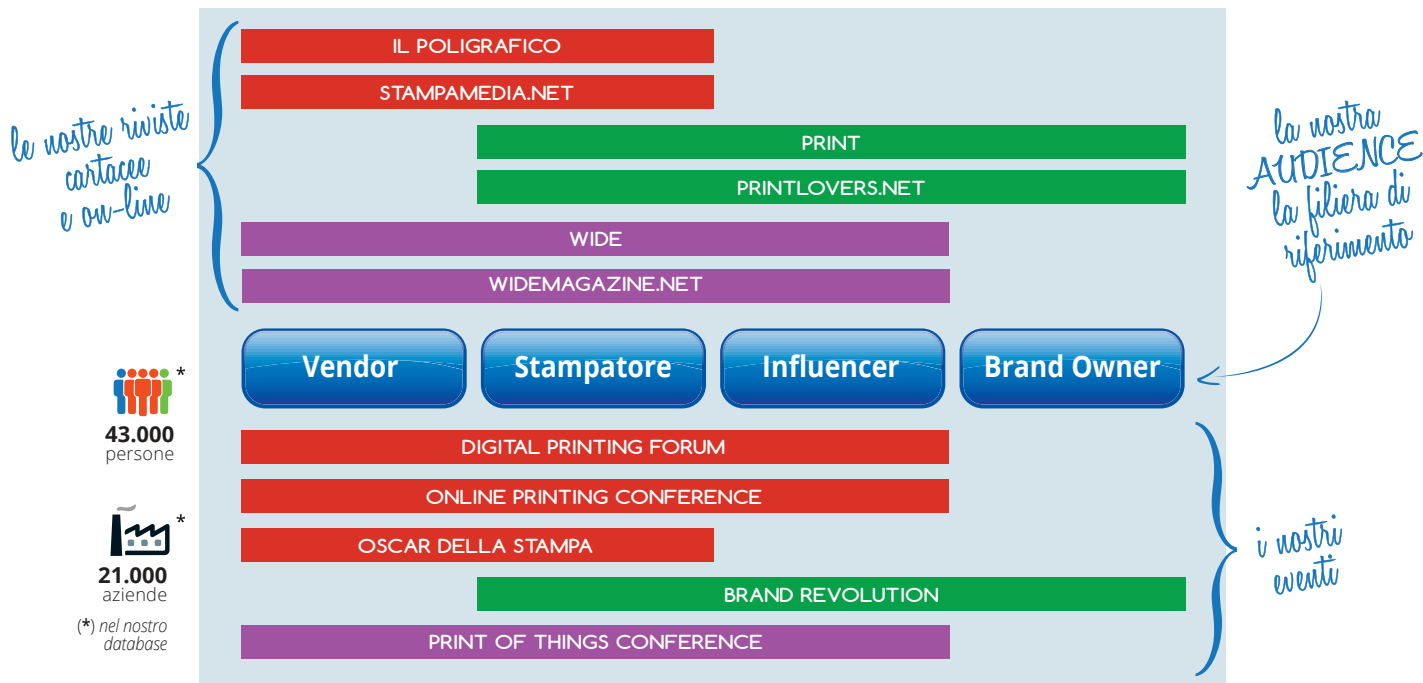 IL POLIGRAFICO
STAMPAMEDIA.NET
PRINT
PRINTLOVERS.NET
WIDE
WIDEMAGAZINE.NET
le nostre riviste
cartacee
e on-line
la nostra
AUDIENCE
la filiera di
riferimento
Vendor
Stampatore
Influencer
Brand Owner
*
43.000
persone
*
21.000
aziende
(*) nel nostro
database
DIGITAL PRINTING FORUM
ONLINE PRINTING CONFERENCE
OSCAR DELLA STAMPA
BRAND REVOLUTION
PRINT OF THINGS CONFERENCE
i nostri
eventi